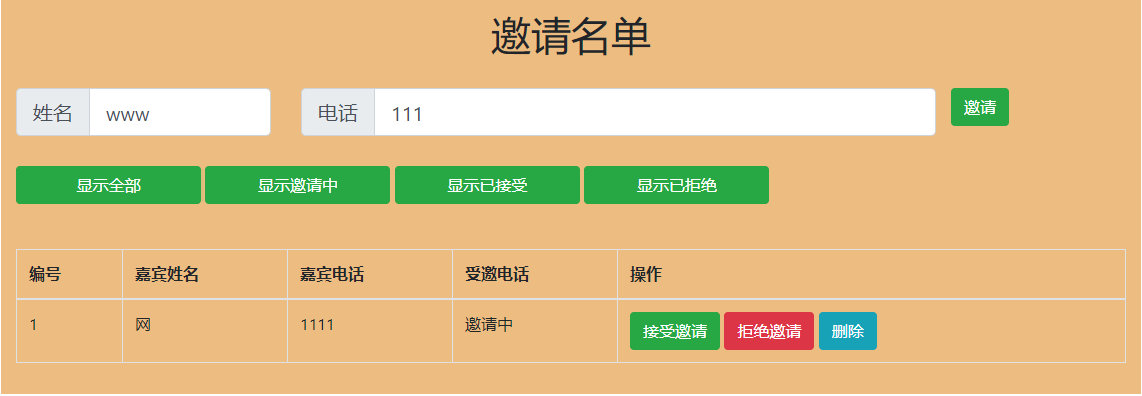 邀请名单
姓名 www 电话 111 邀请
显示全部 显示邀请中 显示已接受 显示已拒绝
编号 嘉宾姓名 嘉宾电话 受邀电话 操作
1 网 1111 邀请中 接受邀请 拒绝邀请 删除